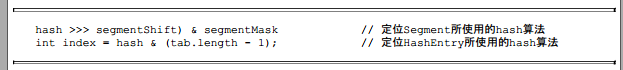 hash >>> segmentShift) & segmentMask // 定位Segment所使用的hash算法
int index = hash & (tab.length - 1); // 定位HashEntry所使用的hash算法